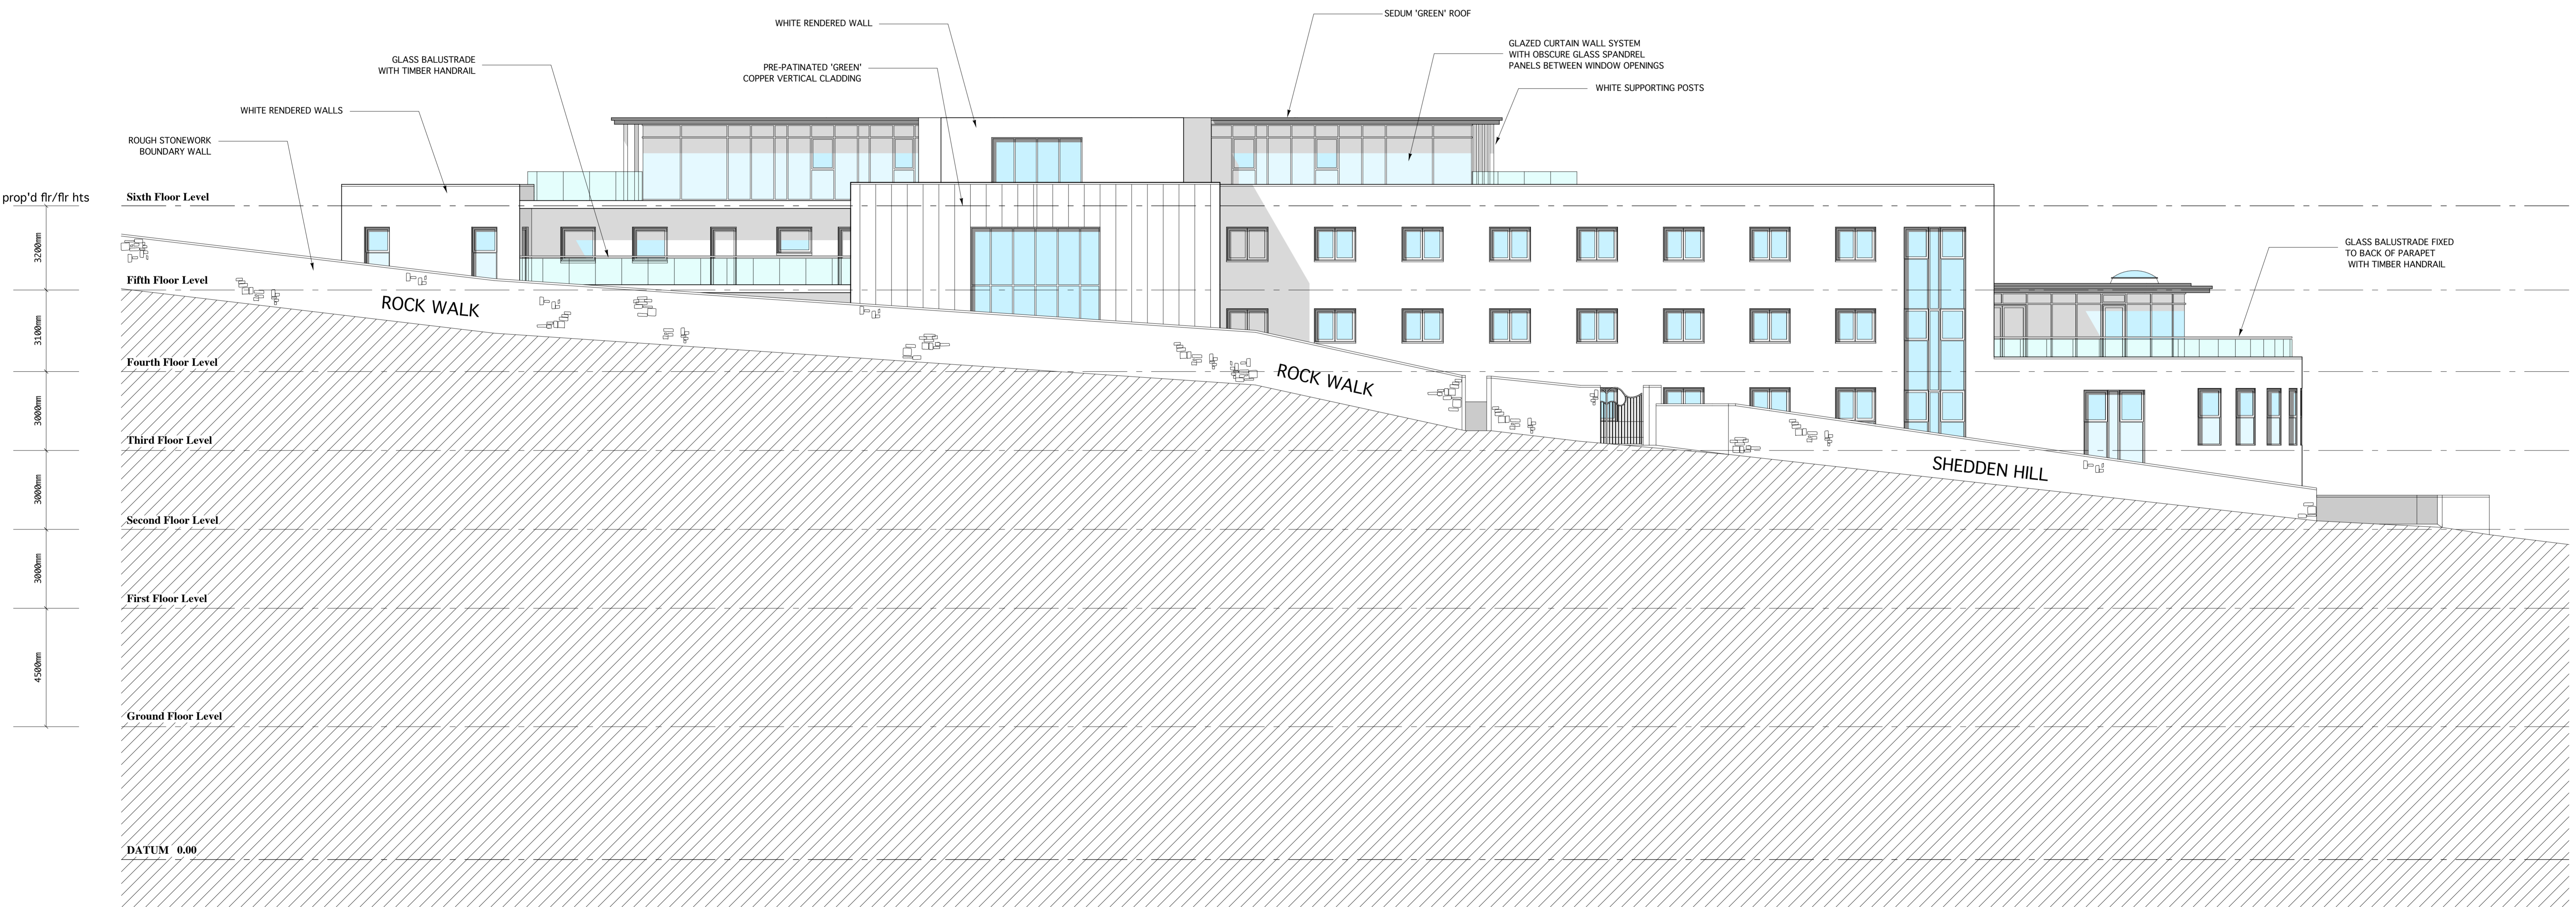 SEDUM 'GREEN' ROOF
WHITE RENDERED WALL
GLAZED CURTAIN WALL SYSTEM
WITH OBSCURE GLASS SPANDREL
PANELS BETWEEN WINDOW OPENINGS
GLASS BALUSTRADE
WITH TIMBER HANDRAIL
PRE-PATINATED 'GREEN'
COPPER VERTICAL CLADDING
WHITE SUPPORTING POSTS
WHITE RENDERED WALLS
ROUGH STONEWORK
BOUNDARY WALL
prop'd flr/flr hts
Sixth Floor Level
3200mm
GLASS BALUSTRADE FIXED
TO BACK OF PARAPET
WITH TIMBER HANDRAIL
Fifth Floor Level
ROCK WALK
3100mm
Fourth Floor Level
ROCK WALK
3000mm
Third Floor Level
SHEDDEN HILL
3000mm
Second Floor Level
3000mm
First Floor Level
4500mm
Ground Floor Level
DATUM 0.00